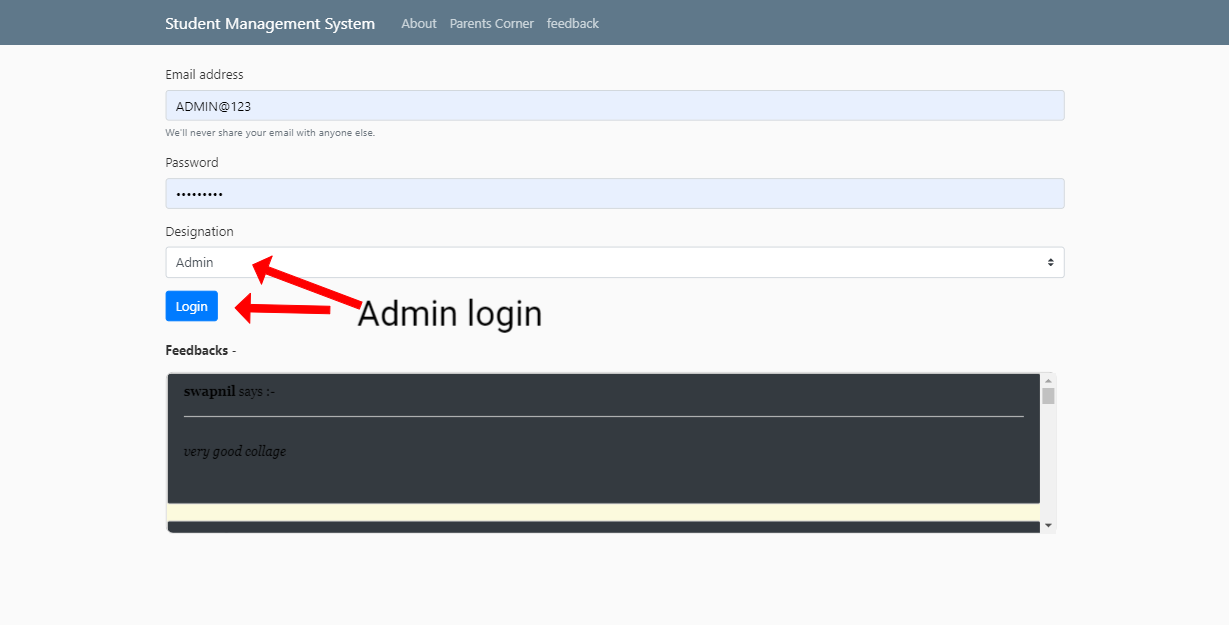 Student Management System About Parents Corner feedback
Email address
ADMIN@123
We'll never share your email with anyone else.
Password
•••••••••
Designation
Admin
Login
Admin login
Feedbacks -
swapnil says :-
very good collage